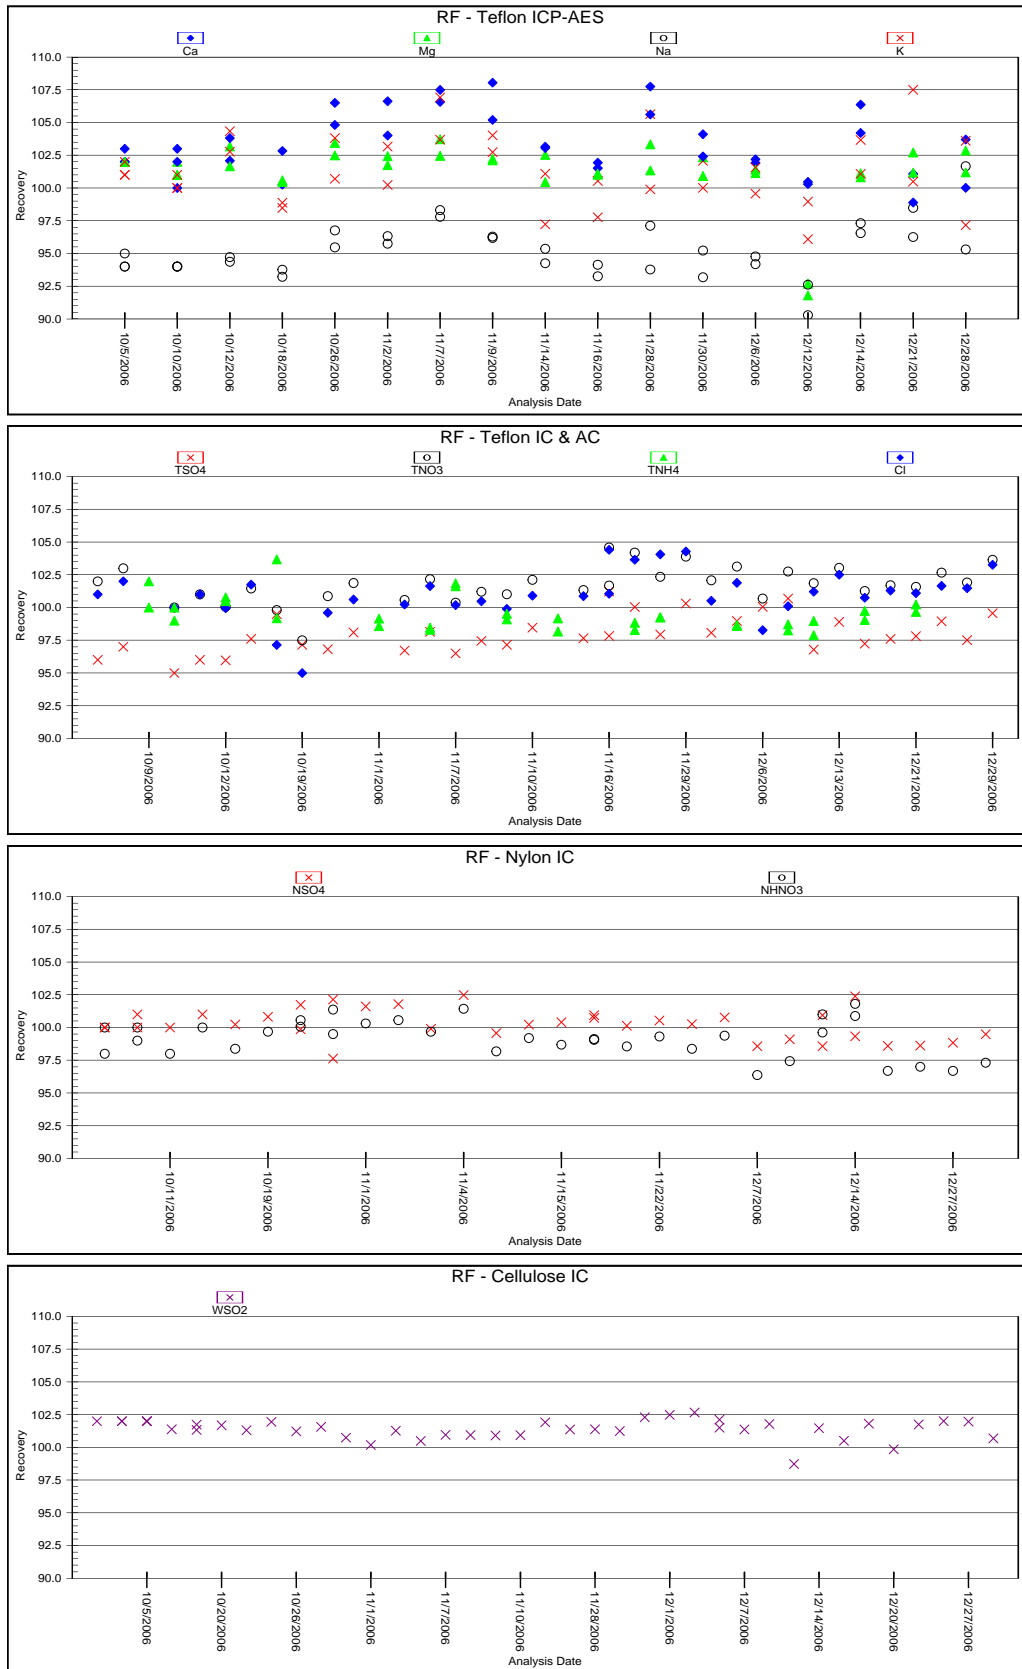 RF - Teflon ICP-AES
Ca Mg Na K
110.0
107.5
105.0
102.5
100.0
97.5
95.0
92.5
90.0
Recovery
10/5/2006 10/10/2006 10/12/2006 10/18/2006 10/26/2006 11/2/2006 11/7/2006 11/9/2006 11/14/2006 11/16/2006 11/28/2006 11/30/2006 12/6/2006 12/12/2006 12/14/2006 12/21/2006 12/28/2006
Analysis Date
RF - Teflon IC & AC
TSO4 TNO3 TNH4 Cl
110.0
107.5
105.0
102.5
100.0
97.5
95.0
92.5
90.0
Recovery
10/9/2006 10/12/2006 10/19/2006 11/1/2006 11/7/2006 11/10/2006 11/16/2006 11/29/2006 12/6/2006 12/13/2006 12/21/2006 12/29/2006
Analysis Date
RF - Nylon IC
NSO4 NHNO3
110.0
107.5
105.0
102.5
100.0
97.5
95.0
92.5
90.0
Recovery
10/11/2006 10/19/2006 11/1/2006 11/4/2006 11/15/2006 11/22/2006 12/7/2006 12/14/2006 12/27/2006
Analysis Date
RF - Cellulose IC
WSO2
110.0
107.5
105.0
102.5
100.0
97.5
95.0
92.5
90.0
Recovery
10/5/2006 10/20/2006 10/26/2006 11/1/2006 11/7/2006 11/10/2006 11/28/2006 12/1/2006 12/7/2006 12/14/2006 12/20/2006 12/27/2006
Analysis Date